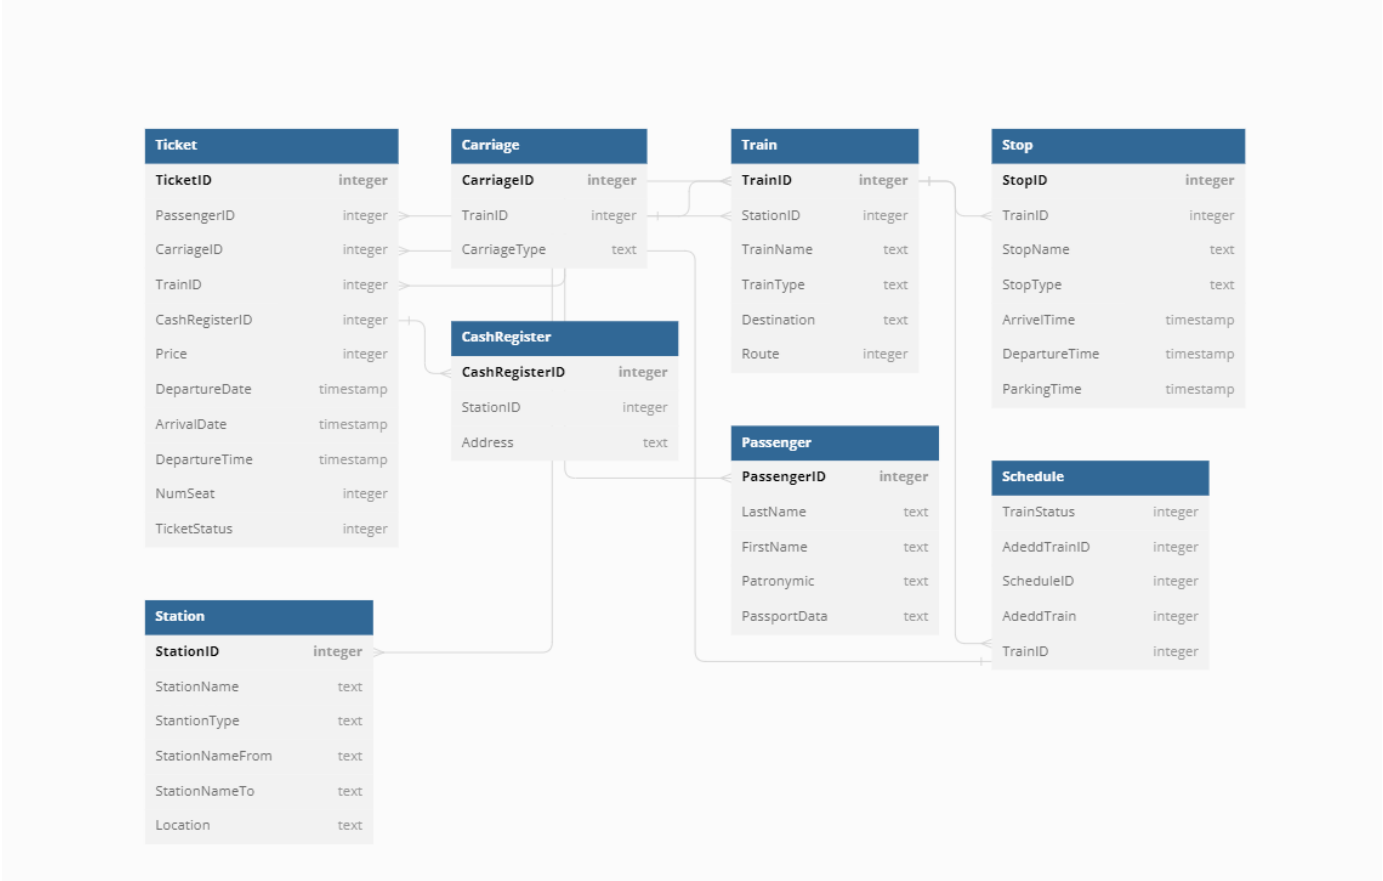 Ticket
TicketID integer
PassengerID integer
CarriageID integer
TrainID integer
CashRegisterID integer
Price integer
DepartureDate timestamp
ArrivalDate timestamp
DepartureTime timestamp
NumSeat integer
TicketStatus integer
Carriage
CarriageID integer
TrainID integer
CarriageType text
CashRegister
CashRegisterID integer
StationID integer
Address text
Train
TrainID integer
StationID integer
TrainName text
TrainType text
Destination text
Route integer
Passenger
PassengerID integer
LastName text
FirstName text
Patronymic text
PassportData text
Stop
StopID integer
TrainID integer
StopName text
StopType text
ArrivelTime timestamp
DepartureTime timestamp
ParkingTime timestamp
Schedule
TrainStatus integer
AdeddTrainID integer
ScheduleID integer
AdeddTrain integer
TrainID integer
Station
StationID integer
StationName text
StantionType text
StationNameFrom text
StationNameTo text
Location text